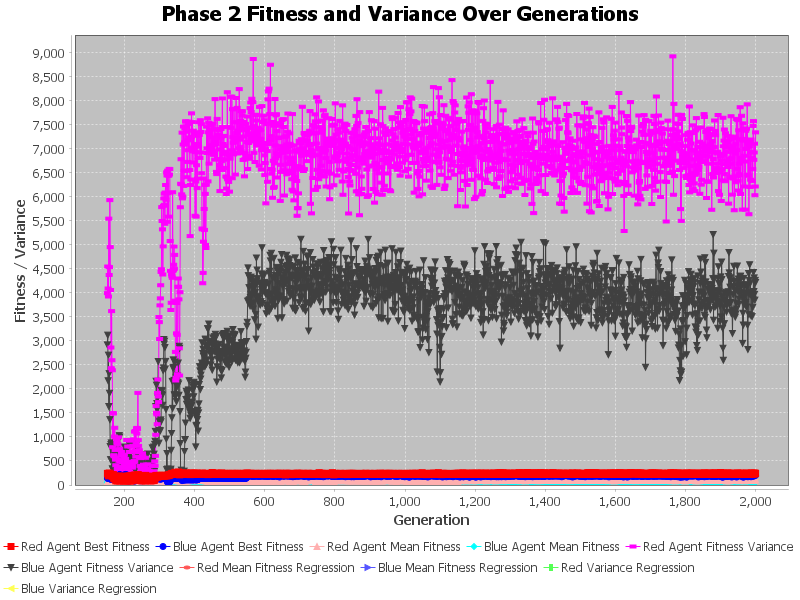 Phase 2 Fitness and Variance Over Generations
Fitness / Variance
9,000
8,500
8,000
7,500
7,000
6,500
6,000
5,500
5,000
4,500
4,000
3,500
3,000
2,500
2,000
1,500
1,000
500
0
200 400 600 800 1,000 1,200 1,400 1,600 1,800 2,000
Generation
Red Agent Best Fitness Blue Agent Best Fitness Red Agent Mean Fitness Blue Agent Mean Fitness Red Agent Fitness Variance
Blue Agent Fitness Variance Red Mean Fitness Regression Blue Mean Fitness Regression Red Variance Regression
Blue Variance Regression